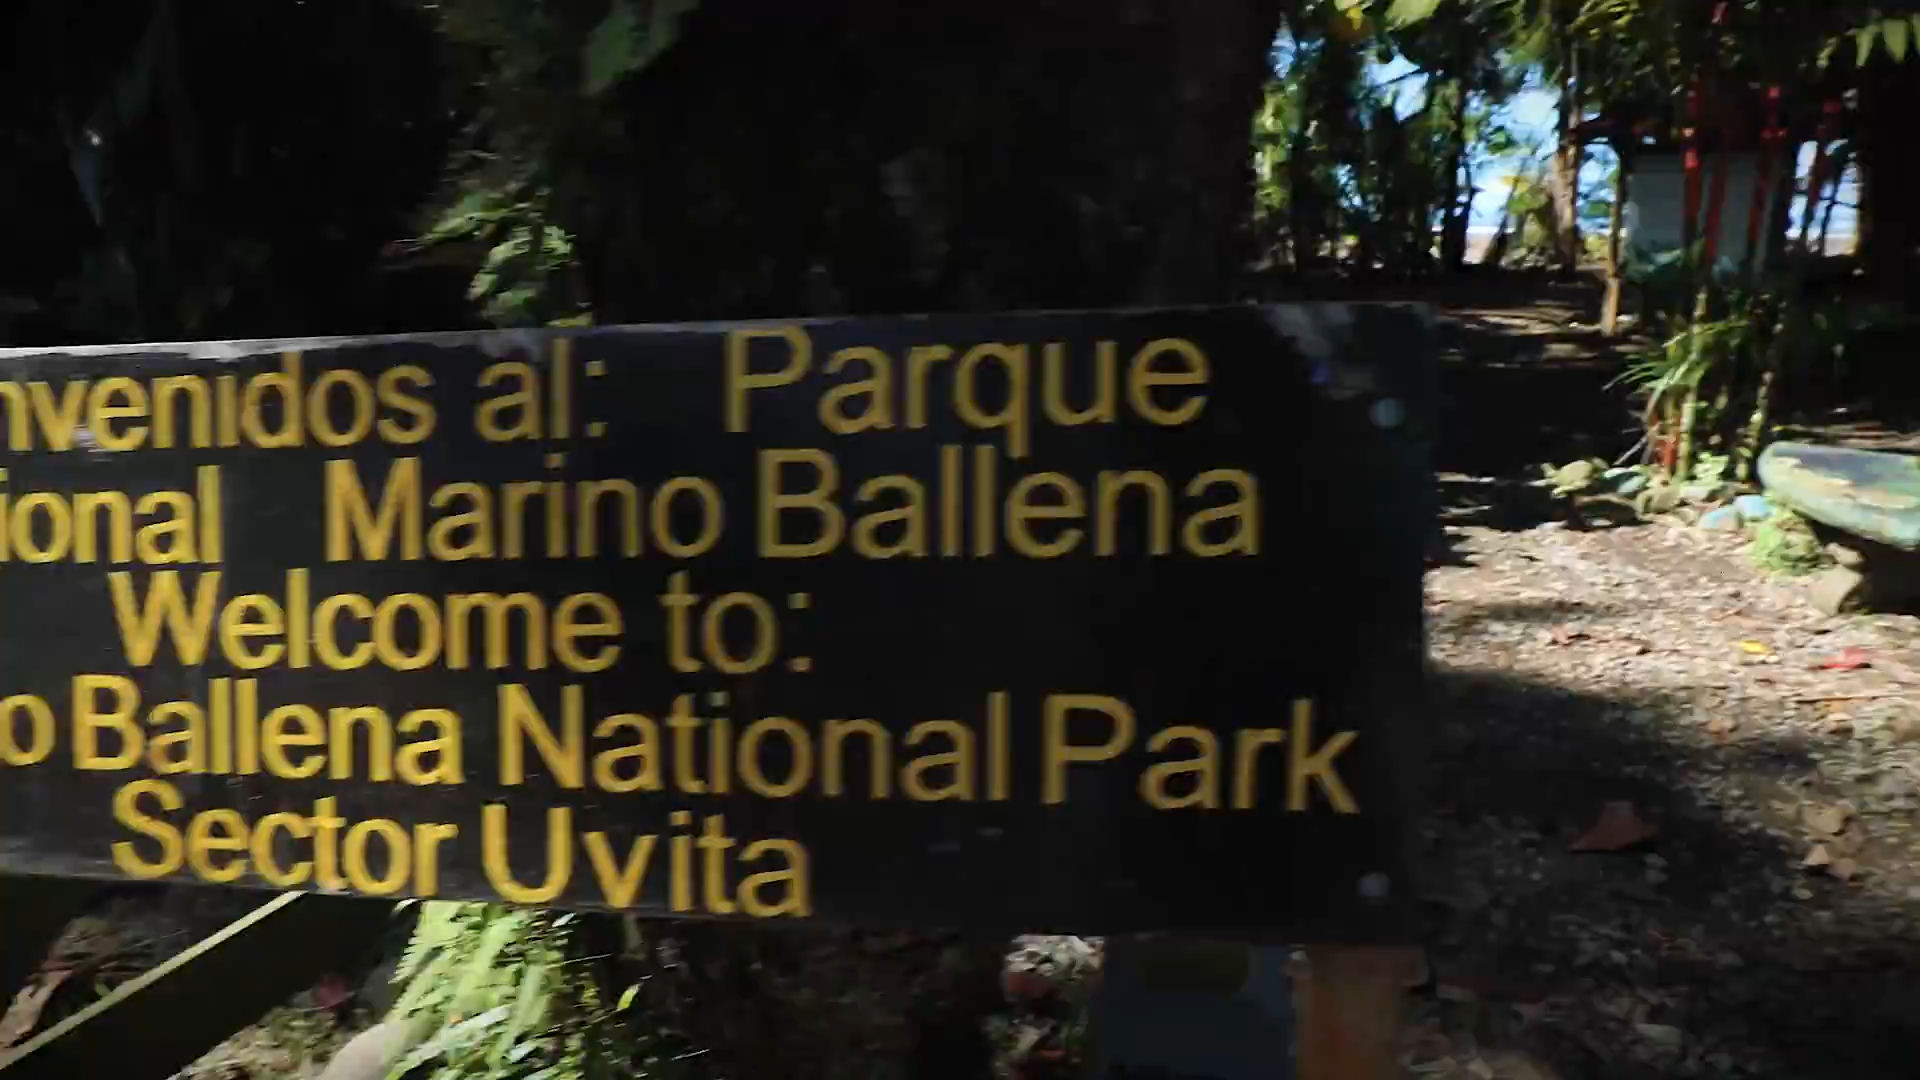 nvenidos al: Parque
ional Marino Ballena
Welcome to:
o Ballena National Park
Sector Uvita